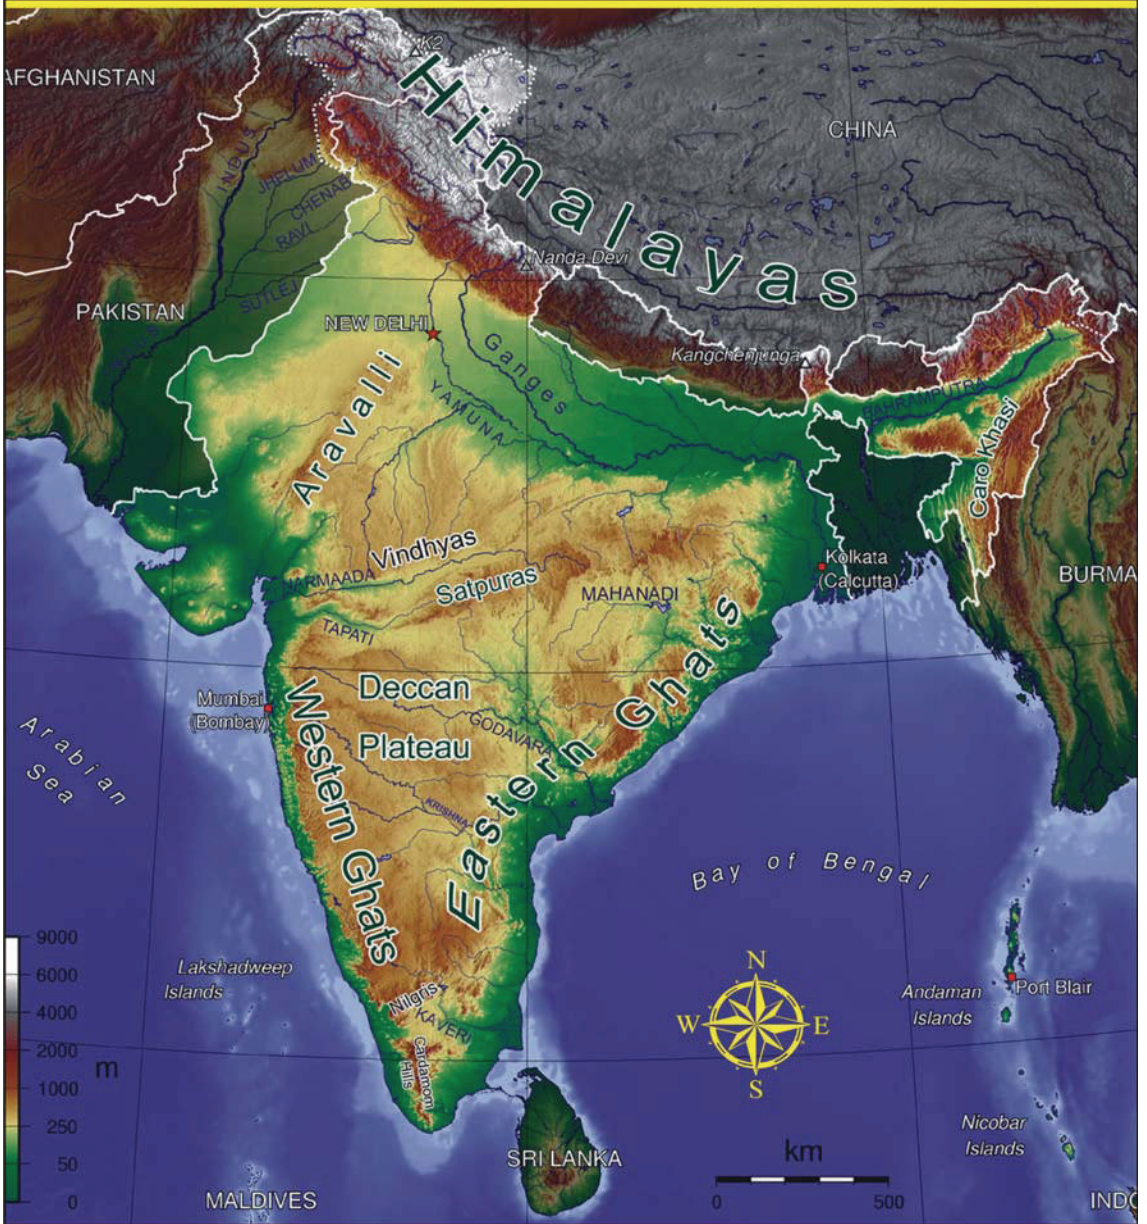 K2
AFGHANISTAN
Himalayas
CHINA
INDUS
JHELUM
CHENAB
RAVI
SUTLEJ
Nanda Devi
PAKISTAN
NEW DELHI
Ganges
Kangchenjunga
Aravalli
YAMUNA
BAHRAMPUTRA
Caro Khasi
Vindhyas
NARMAADA
Satpuras
MAHANADI
Kolkata
(Calcutta)
BURMA
TAPATI
Deccan
Plateau
Mumbai
(Bombay)
Western Ghats
GODAVARA
Eastern Ghats
Arabian
Sea
KRISHNA
Bay of Bengal
9000
6000
4000
2000
1000
250
50
0
m
Lakshadweep
Islands
Nilgris
KAVERI
Cardamom
Hills
N
W
E
S
Andaman
Islands
Port Blair
Nicobar
Islands
SRI LANKA
km
0
500
MALDIVES
INDO